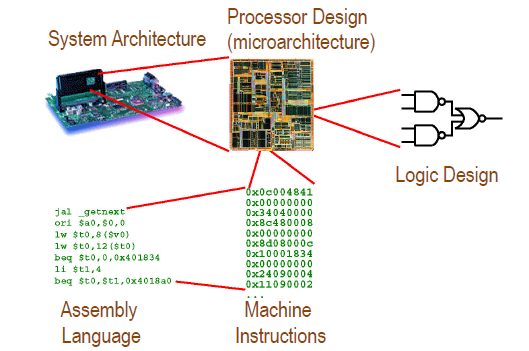 System Architecture
Processor Design
(microarchitecture)
Logic Design
jal _getnext
ori $a0,$0,0
lw $t0,8($v0)
lw $t0,12($t0)
beq $t0,0,0x401834
li $t1,4
beq $t0,$t1,0x4018a0
Assembly
Language
0x0c004841
0x00000000
0x34040000
0x8c480008
0x00000000
0x8d08000c
0x10001834
0x00000000
0x24090004
0x11090002
...
Machine
Instructions